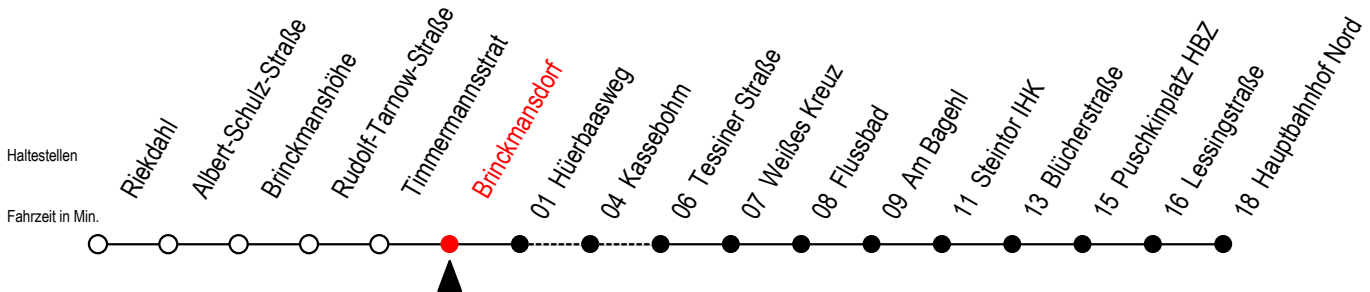 Haltestellen
Fahrzeit in Min.
Riekdahl
Albert-Schulz-Straße
Brinckmanshöhe
Rudolf-Tarnow-Straße
Timmermannsstrat
Brinckmansdorf
01 Hüerbaasweg
04 Kassebohm
06 Tessiner Straße
07 Weißes Kreuz
08 Flussbad
09 Am Bagehl
11 Steintor IHK
13 Blücherstraße
15 Puschkinplatz HBZ
16 Lessingstraße
18 Hauptbahnhof Nord